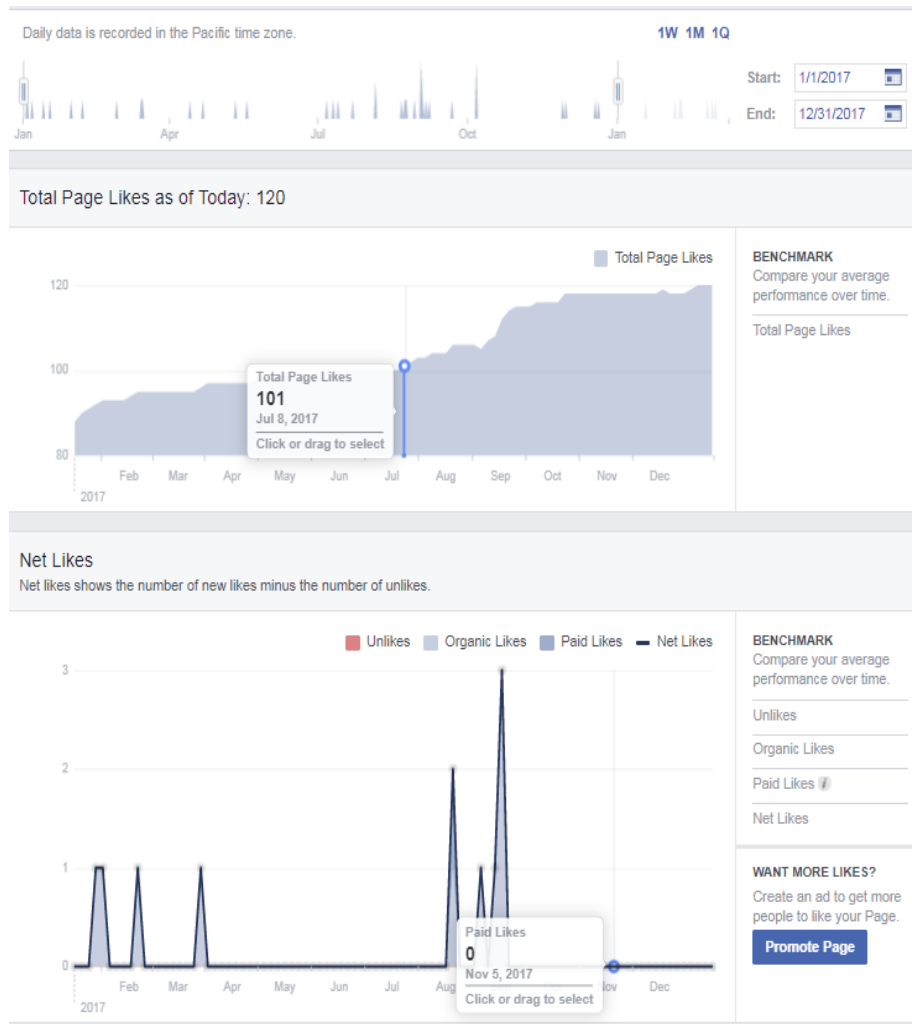 Daily data is recorded in the Pacific time zone.
1W 1M 1Q
Start: 1/1/2017
End: 12/31/2017
Jan Apr Jul Oct Jan
Total Page Likes as of Today: 120
Total Page Likes
120
100
80
Total Page Likes
101
Jul 8, 2017
Click or drag to select
Feb Mar Apr May Jun Jul Aug Sep Oct Nov Dec
2017
BENCHMARK
Compare your average
performance over time.
Total Page Likes
Net Likes
Net likes shows the number of new likes minus the number of unlikes.
Unlikes Organic Likes Paid Likes Net Likes
3
2
1
0
Paid Likes
0
Nov 5, 2017
Click or drag to select
Feb Mar Apr May Jun Jul Aug Nov Dec
2017
BENCHMARK
Compare your average
performance over time.
Unlikes
Organic Likes
Paid Likes i
Net Likes
WANT MORE LIKES?
Create an ad to get more
people to like your Page.
Promote Page